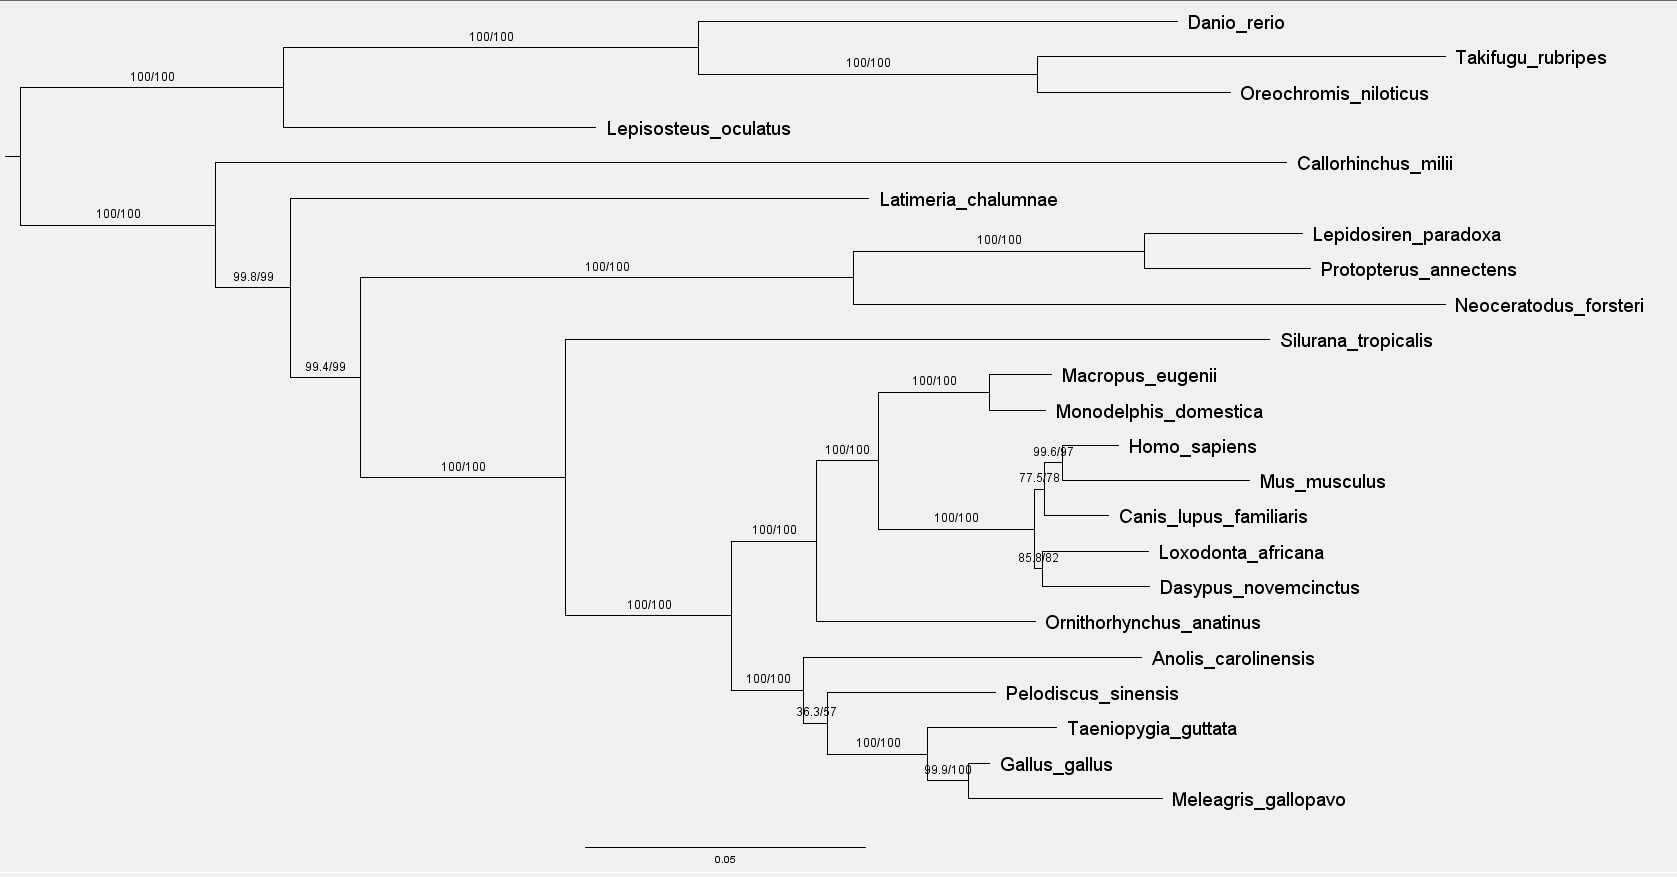 Danio_rerio
100/100
Takifugu_rubripes
100/100
100/100
Oreochromis_niloticus
Lepisosteus_oculatus
Callorhinchus_milii
Latimeria_chalumnae
100/100
Lepidosiren_paradoxa
100/100
Protopterus_annectens
100/100
99.8/99
Neoceratodus_forsteri
Silurana_tropicalis
99.4/99
Macropus_eugenii
100/100
Monodelphis_domestica
Homo_sapiens
100/100
99.6/97
100/100
77.5/78
Mus_musculus
Canis_lupus_familiaris
100/100
100/100
Loxodonta_africana
85.8/82
Dasypus_novemcinctus
100/100
Ornithorhynchus_anatinus
Anolis_carolinensis
100/100
Pelodiscus_sinensis
36.3/57
Taeniopygia_guttata
100/100
Gallus_gallus
99.9/100
Meleagris_gallopavo
0.05